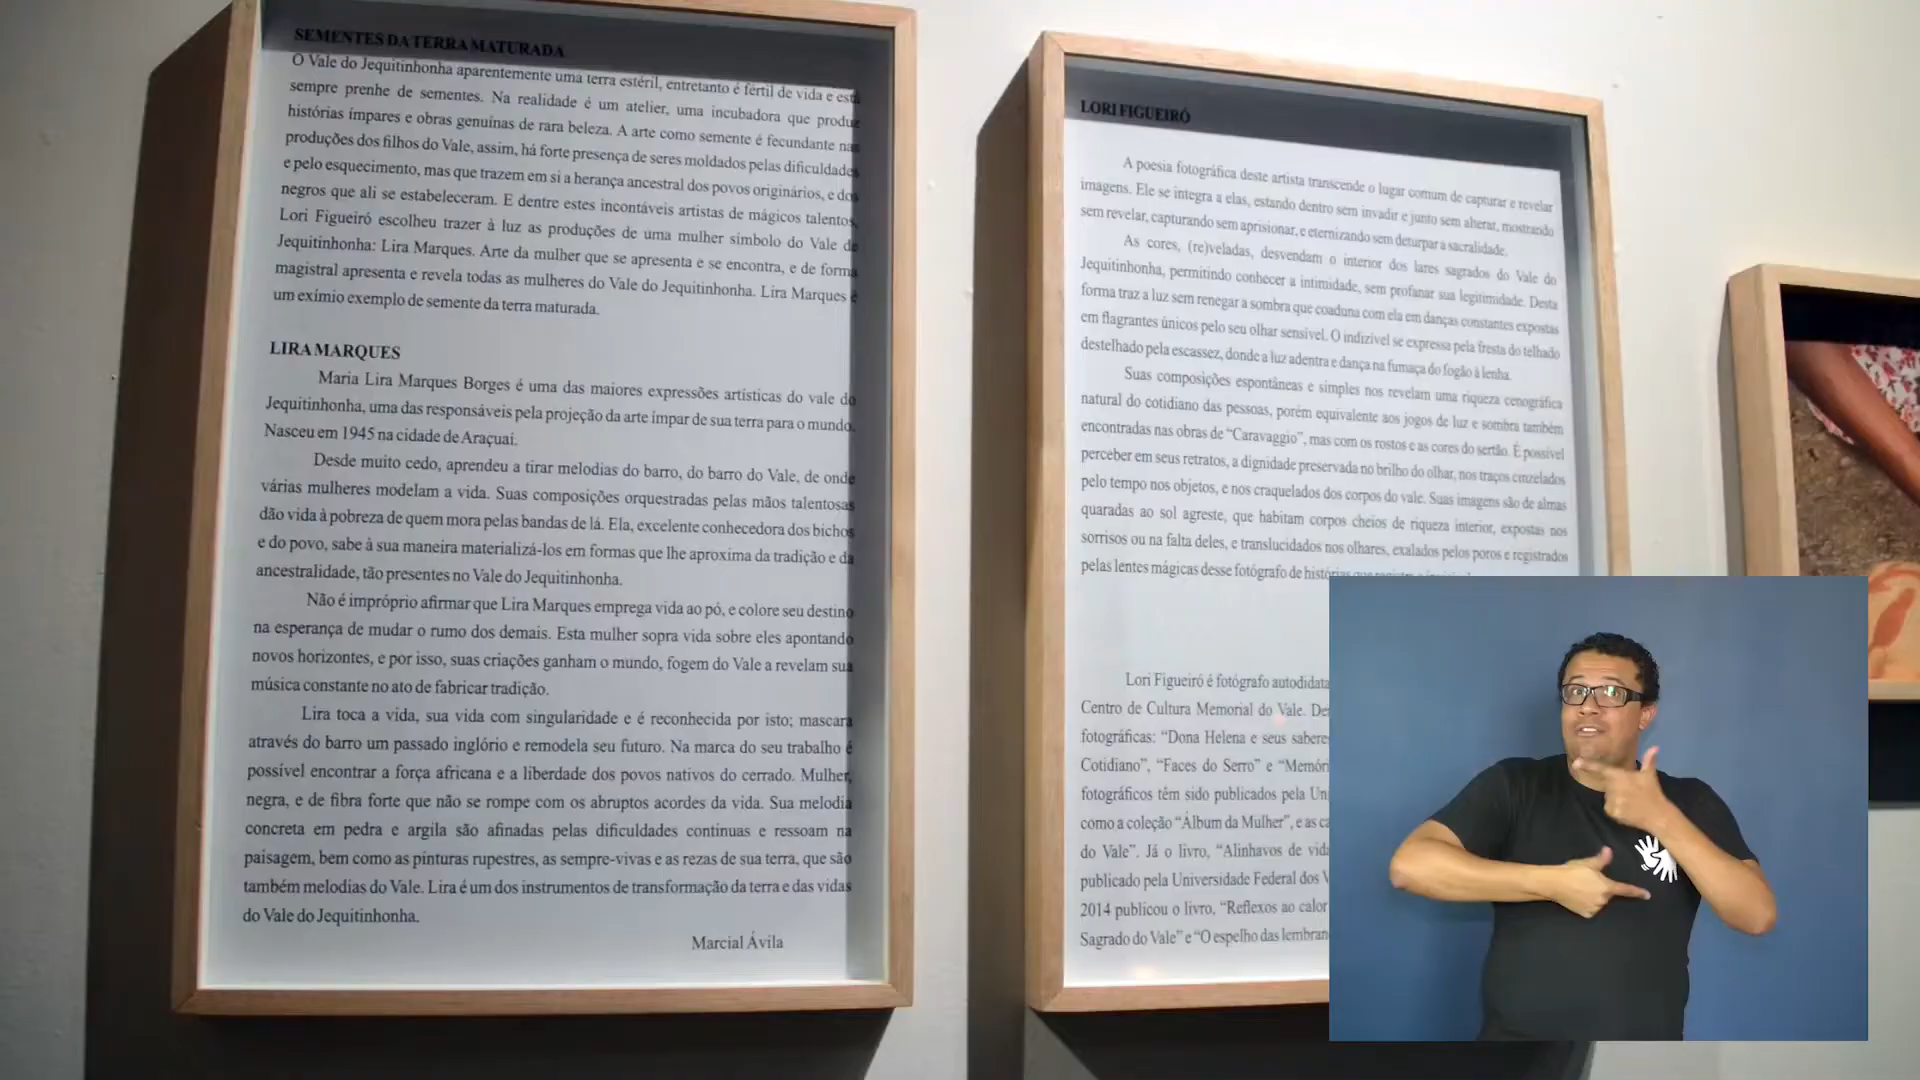 SEMENTES DA TERRA MATURADA
O Vale do Jequitinhonha aparentemente uma terra estéril, entretanto é fértil de vida e está
sempre prenhe de sementes. Na realidade é um atelier, uma incubadora que produz
histórias ímpares e obras genuínas de rara beleza. A arte como semente é fecundante nas
produções dos filhos do Vale, assim, há forte presença de seres moldados pelas dificuldades
e pelo esquecimento, mas que trazem em si a herança ancestral dos povos originários, e dos
negros que ali se estabeleceram. E dentre estes incontáveis artistas de mágicos talentos,
Lori Figueiró escolheu trazer à luz as produções de uma mulher símbolo do Vale do
Jequitinhonha: Lira Marques. Arte da mulher que se apresenta e se encontra, e de forma
magistral apresenta e revela todas as mulheres do Vale do Jequitinhonha. Lira Marques é
um exímio exemplo de semente da terra maturada.
LIRA MARQUES
Maria Lira Marques Borges é uma das maiores expressões artísticas do vale do
Jequitinhonha, uma das responsáveis pela projeção da arte ímpar de sua terra para o mundo.
Nasceu em 1945 na cidade de Araçuaí.
Desde muito cedo, aprendeu a tirar melodias do barro, do barro do Vale, de onde
várias mulheres modelam a vida. Suas composições orquestradas pelas mãos talentosas
dão vida à pobreza de quem mora pelas bandas de lá. Ela, excelente conhecedora dos bichos
e do povo, sabe à sua maneira materializá-los em formas que lhe aproxima da tradição e da
ancestralidade, tão presentes no Vale do Jequitinhonha.
Não é impróprio afirmar que Lira Marques emprega vida ao pó, e colore seu destino
na esperança de mudar o rumo dos demais. Esta mulher sopra vida sobre eles apontando
novos horizontes, e por isso, suas criações ganham o mundo, fogem do Vale a revelam sua
música constante no ato de fabricar tradição.
Lira toca a vida, sua vida com singularidade e é reconhecida por isto; mascara
através do barro um passado inglório e remodela seu futuro. Na marca do seu trabalho é
possível encontrar a força africana e a liberdade dos povos nativos do cerrado. Mulher,
negra, e de fibra forte que não se rompe com os abruptos acordes da vida. Sua melodia
concreta em pedra e argila são afinadas pelas dificuldades contínuas e ressoam na
paisagem, bem como as pinturas rupestres, as sempre-vivas e as rezas de sua terra, que são
também melodias do Vale. Lira é um dos instrumentos de transformação da terra e das vidas
do Vale do Jequitinhonha.
Marcial Ávila
LORI FIGUEIRÓ
A poesia fotográfica deste artista transcende o lugar comum de capturar e revelar
imagens. Ele se integra a elas, estando dentro sem invadir e junto sem alterar, mostrando
sem revelar, capturando sem aprisionar, e eternizando sem deturpar a sacralidade.
As cores, (re)veladas, desvendam o interior dos lares sagrados do Vale do
Jequitinhonha, permitindo conhecer a intimidade, sem profanar sua legitimidade. Desta
forma traz a luz sem renegar a sombra que coaduna com ela em danças constantes expostas
em flagrantes únicos pelo seu olhar sensível. O indizível se expressa pela fresta do telhado
destelhado pela escassez, donde a luz adentra e dança na fumaça do fogão à lenha.
Suas composições espontâneas e simples nos revelam uma riqueza cenográfica
natural do cotidiano das pessoas, porém equivalente aos jogos de luz e sombra também
encontradas nas obras de “Caravaggio”, mas com os rostos e as cores do sertão. É possível
perceber em seus retratos, a dignidade preservada no brilho do olhar, nos traços cinzelados
pelo tempo nos objetos, e nos craquelados dos corpos do vale. Suas imagens são de almas
quaradas ao sol agreste, que habitam corpos cheios de riqueza interior, expostas nos
sorrisos ou na falta deles, e translucidados nos olhares, exalados pelos poros e registrados
pelas lentes mágicas desse fotógrafo de histórias que
Lori Figueiró é fotógrafo autodidata
Centro de Cultura Memorial do Vale.
fotográficas: “Dona Helena e seus
Cotidiano”, “Faces do Serro” e
fotográficos têm sido publicados pela
como a coleção “Álbum da Mulher”, e as
do Vale”. Já o livro, “Alinhavos de
publicado pela Universidade Federal dos
2014 publicou o livro, “Reflexos ao calor
Sagrado do Vale” e “O espelho das